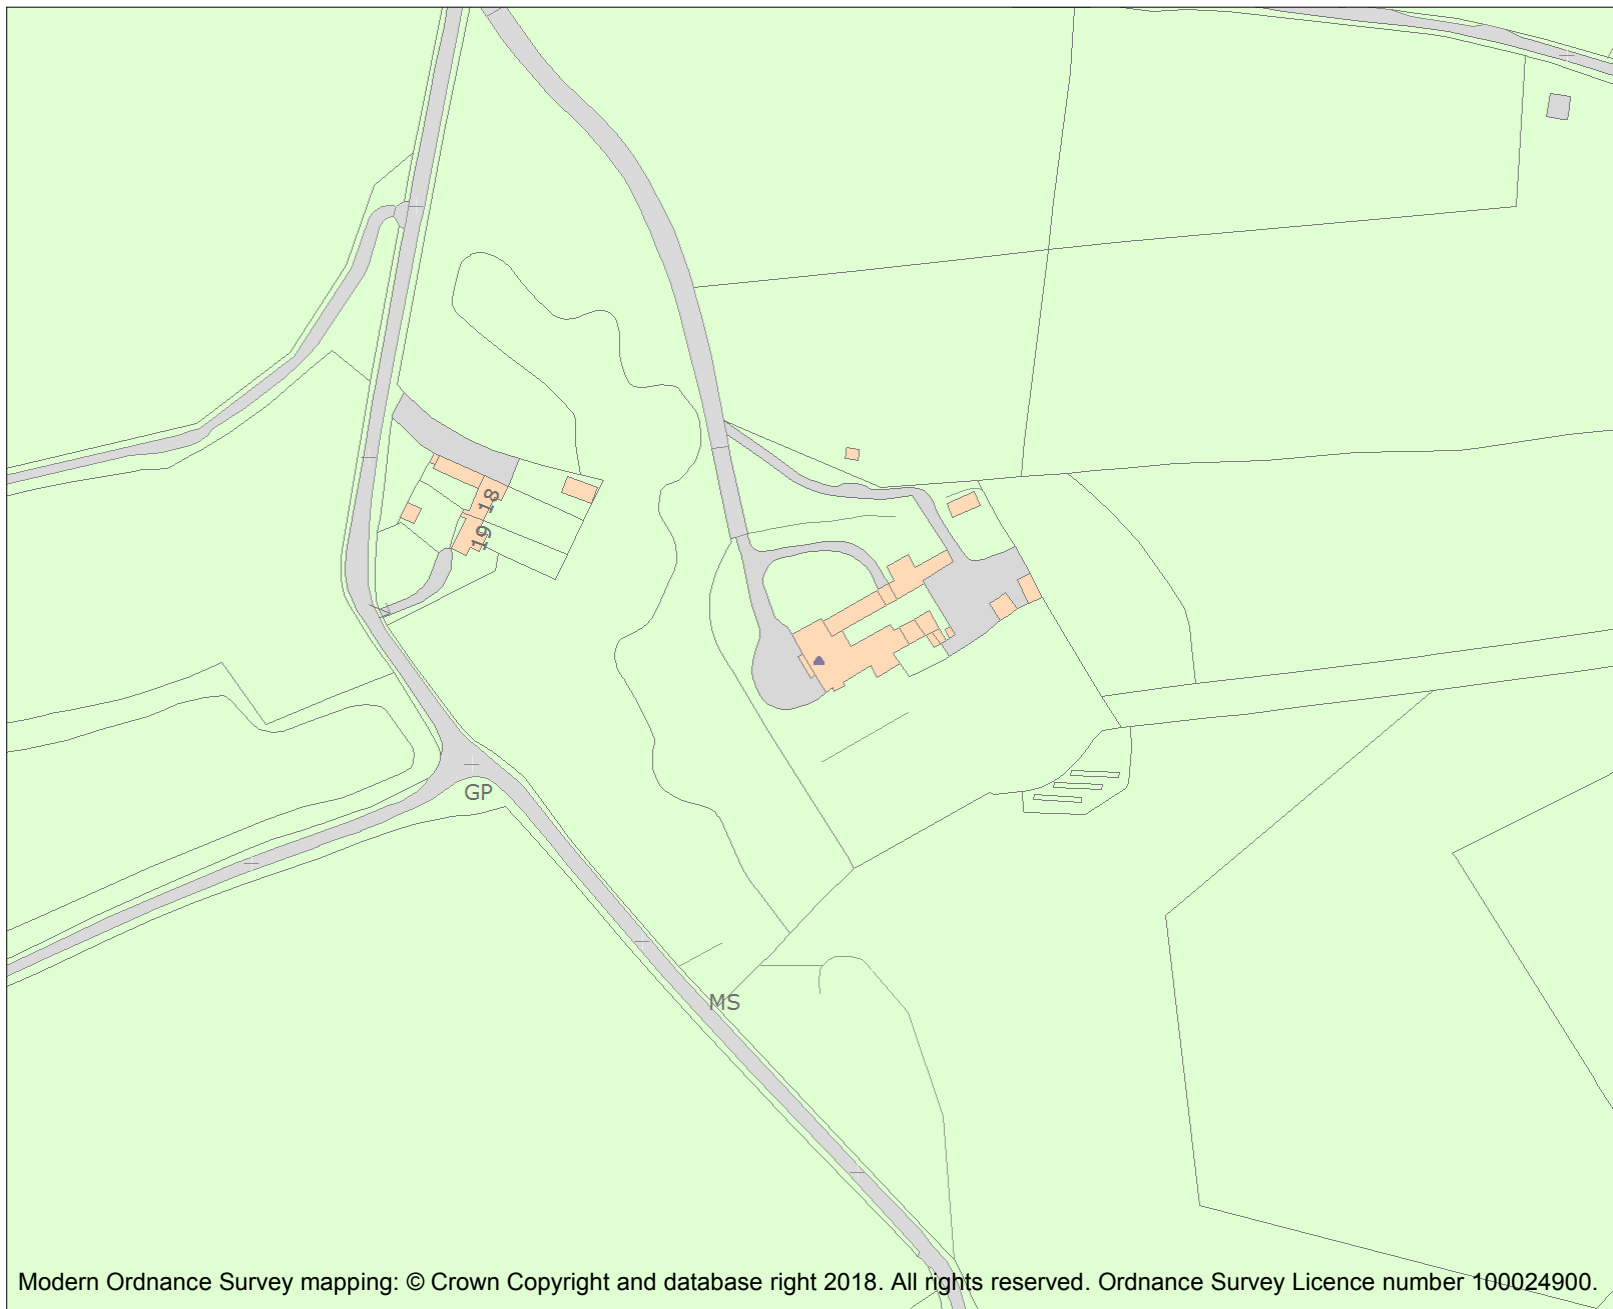 18
19
GP
MS
Modern Ordnance Survey mapping: © Crown Copyright and database right 2018. All rights reserved. Ordnance Survey Licence number 100024900.